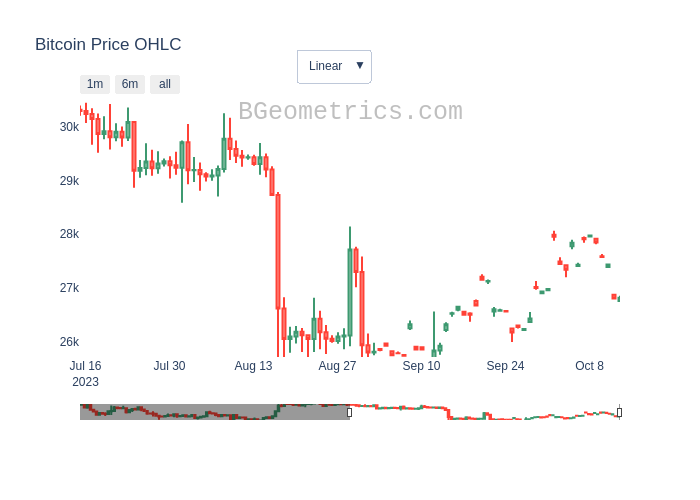 Bitcoin Price OHLC
Linear ▼
1m 6m all
BGeometrics.com
30k
29k
28k
27k
26k
Jul 16 Jul 30 Aug 13 Aug 27 Sep 10 Sep 24 Oct 8
2023